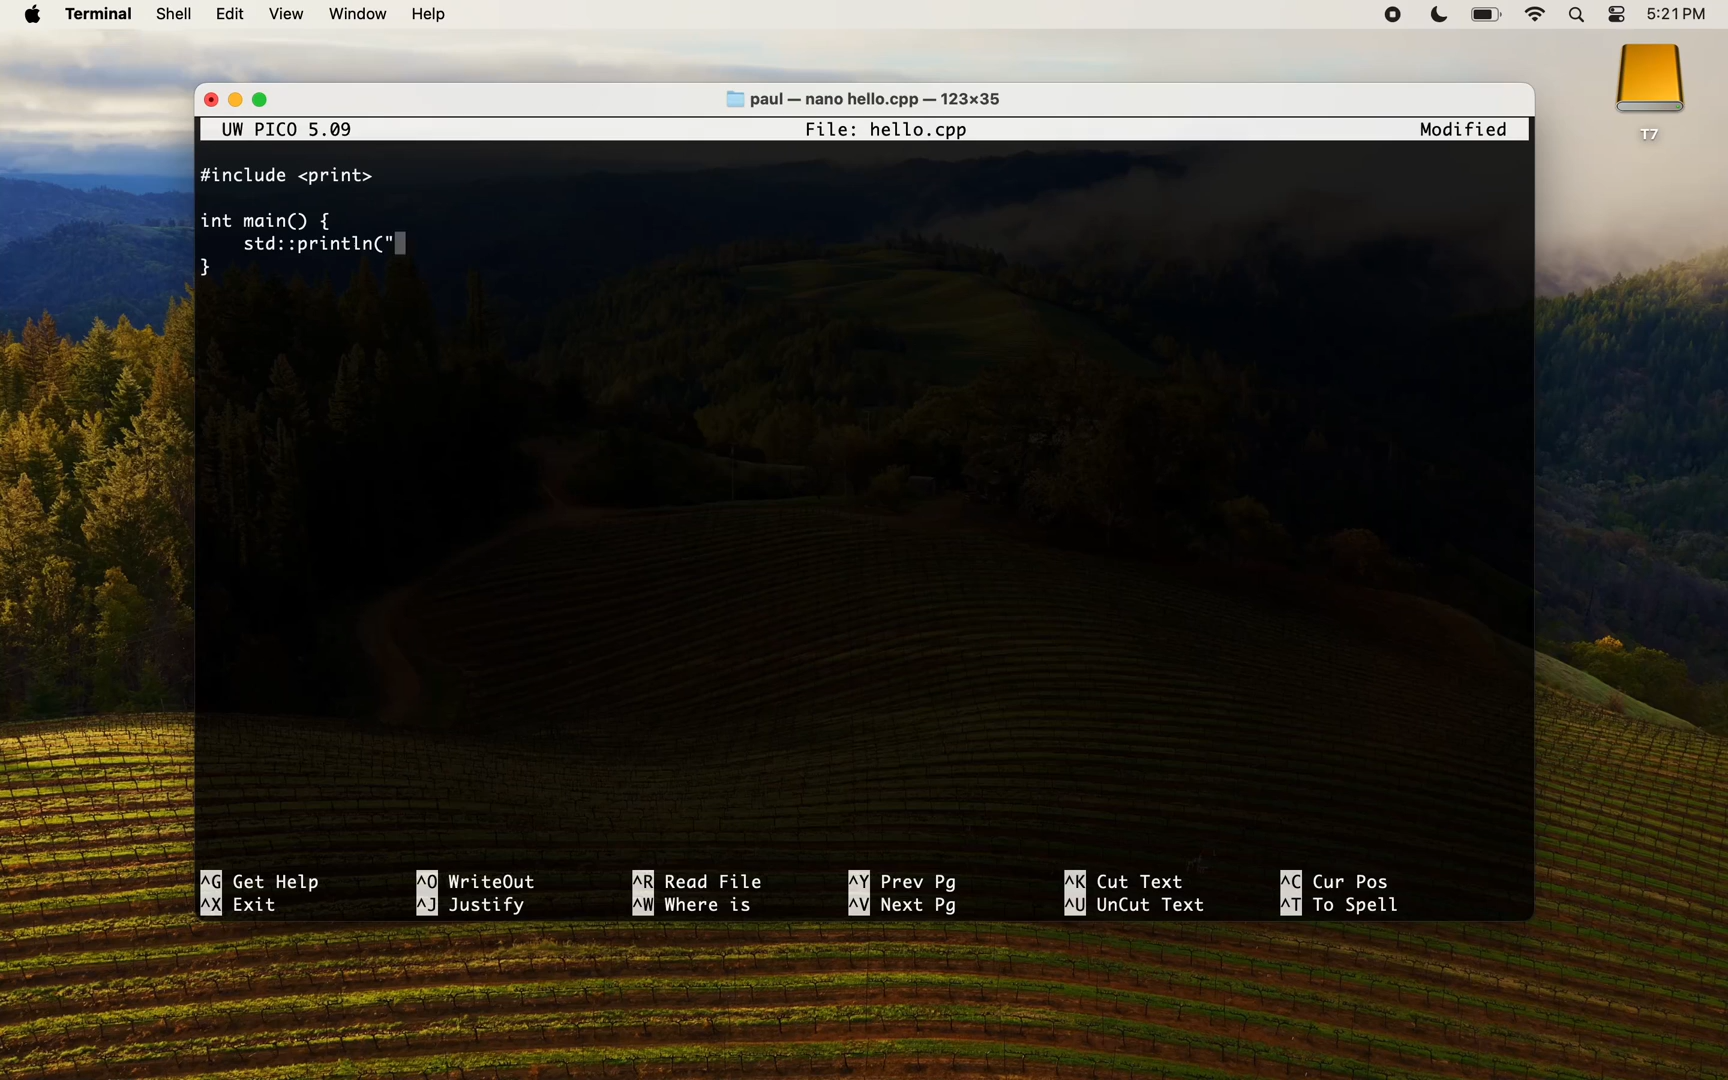 Terminal Shell Edit View Window Help 5:21 PM
T7
paul — nano hello.cpp — 123×35
UW PICO 5.09 File: hello.cpp Modified
#include <print>
int main() {
    std::println("
}
^G Get Help ^O WriteOut ^R Read File ^Y Prev Pg ^K Cut Text ^C Cur Pos
^X Exit ^J Justify ^W Where is ^V Next Pg ^U UnCut Text ^T To Spell